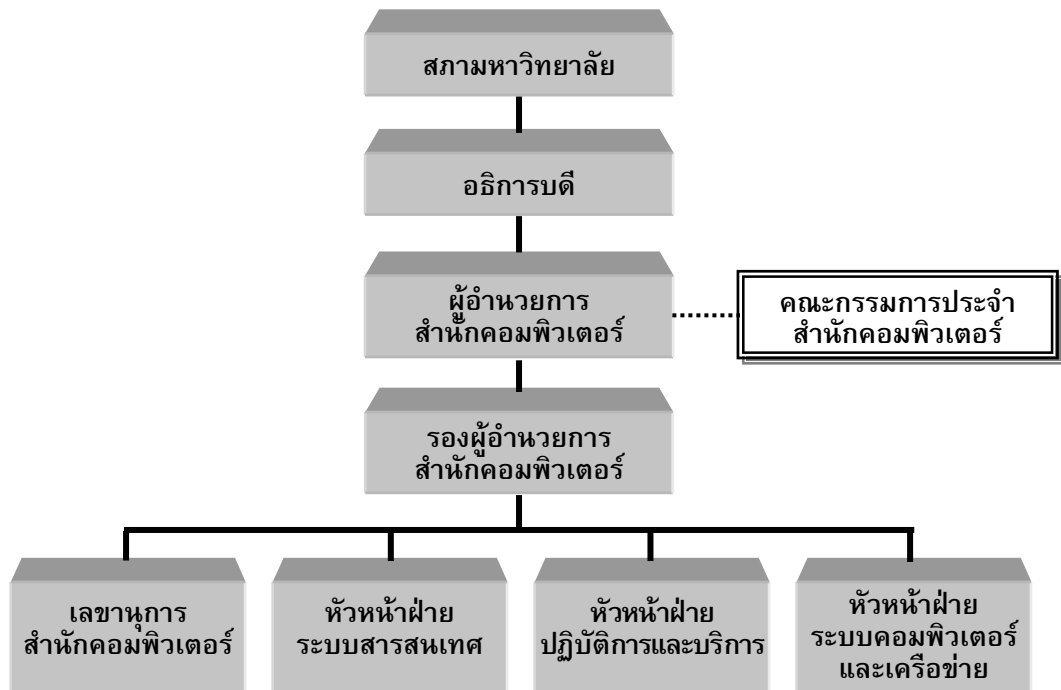 สภามหาวิทยาลัย
อธิการบดี
ผู้อำนวยการ
สำนักคอมพิวเตอร์
คณะกรรมการประจำ
สำนักคอมพิวเตอร์
รองผู้อำนวยการ
สำนักคอมพิวเตอร์
เลขานุการ
สำนักคอมพิวเตอร์
หัวหน้าฝ่าย
ระบบสารสนเทศ
หัวหน้าฝ่าย
ปฏิบัติการและบริการ
หัวหน้าฝ่าย
ระบบคอมพิวเตอร์
และเครือข่าย